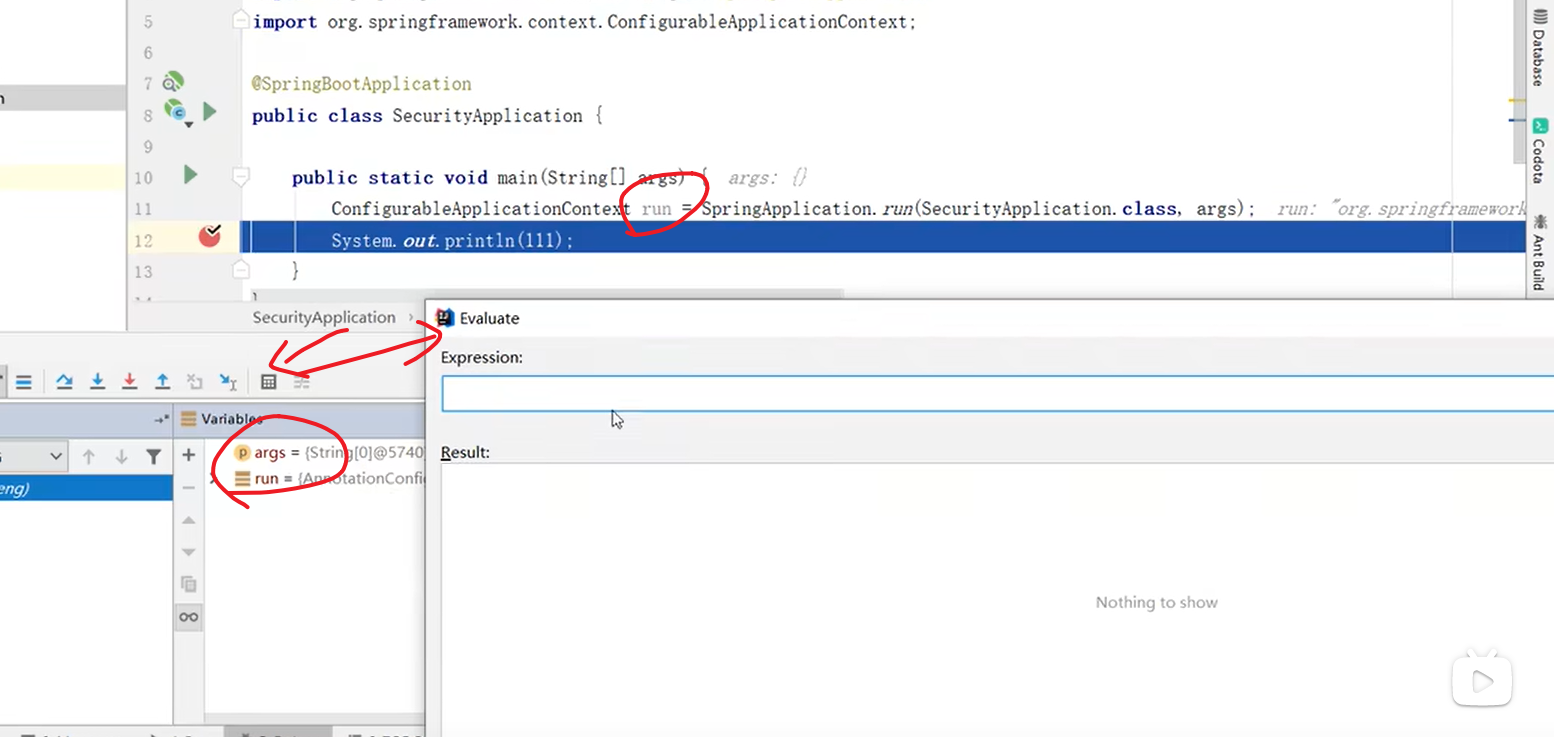 5 import org.springframework.context.ConfigurableApplicationContext;
6
7 @SpringBootApplication
8 public class SecurityApplication {
9
10 public static void main(String[] args) { args: {}
11 ConfigurableApplicationContext run = SpringApplication.run(SecurityApplication.class, args); run: "org.springframework
12 System.out.println(111);
13 }
SecurityApplication
Evaluate
Expression:
Variables
args = {String[0]@5740
run = {AnnotationConfi
eng)
Result:
Nothing to show
Database
Codota
Ant Build